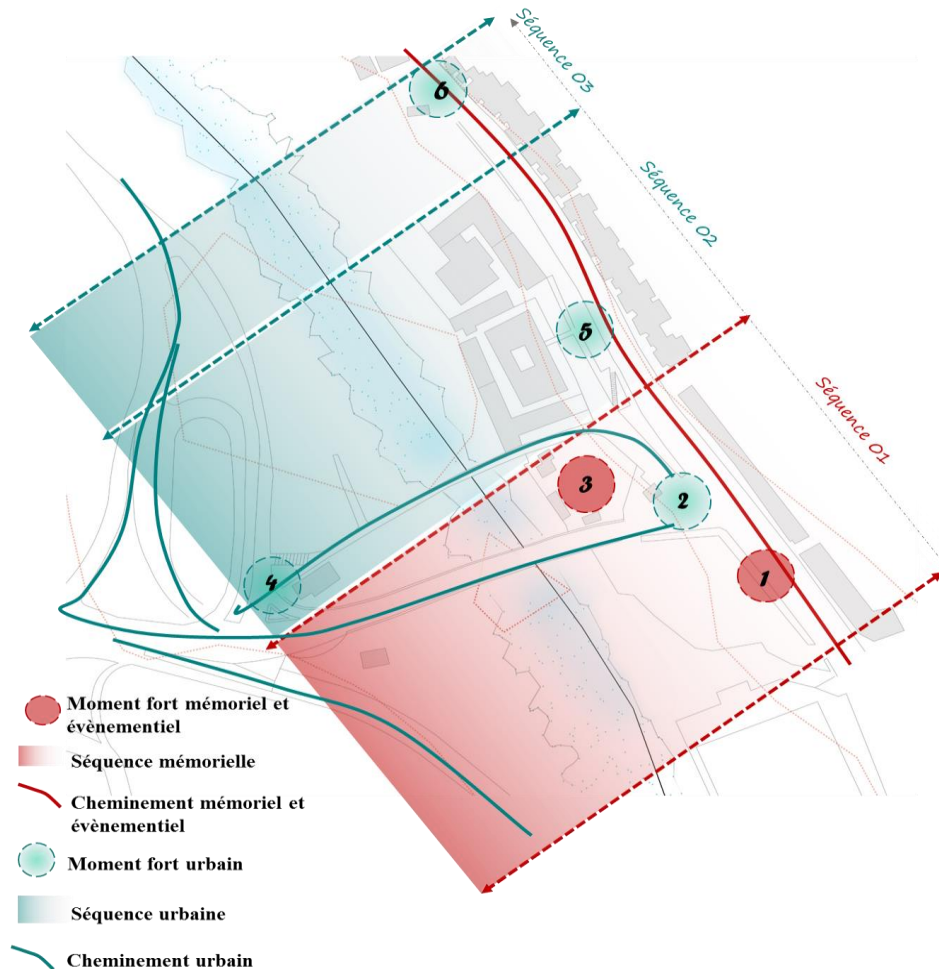 Séquence 03
6
Séquence 02
5
Séquence 01
3
2
1
4
Moment fort mémoriel et
évènementiel
Séquence mémorielle
Cheminement mémoriel et
évènementiel
Moment fort urbain
Séquence urbaine
Cheminement urbain